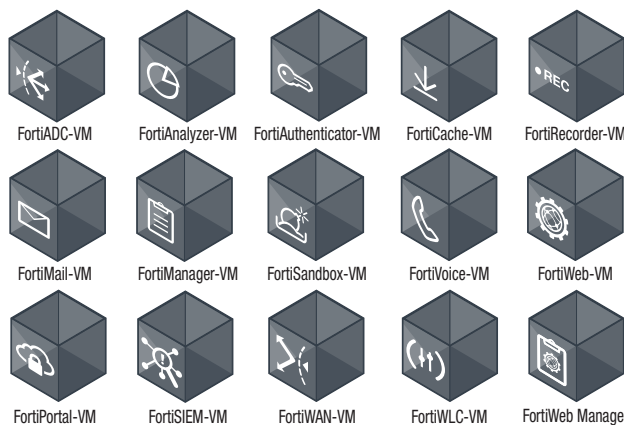 FortiADC-VM
FortiAnalyzer-VM
FortiAuthenticator-VM
FortiCache-VM
REC
FortiRecorder-VM
FortiMail-VM
FortiManager-VM
FortiSandbox-VM
FortiVoice-VM
FortiWeb-VM
FortiPortal-VM
FortiSIEM-VM
FortiWAN-VM
FortiWLC-VM
FortiWeb Manage